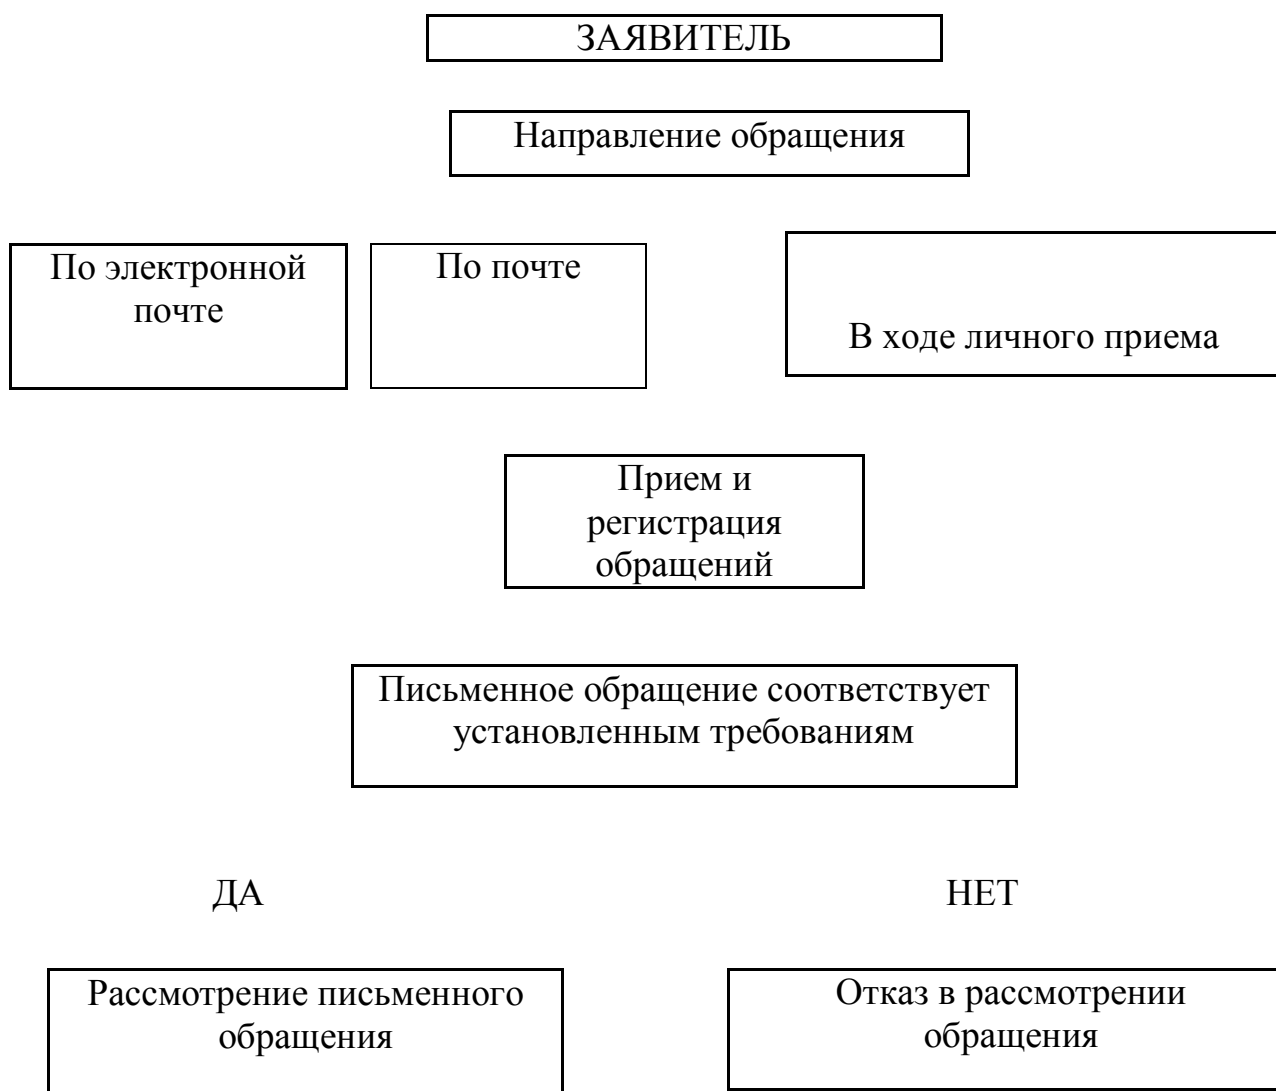 ЗАЯВИТЕЛЬ
Направление обращения
По электронной
почте
По почте
В ходе личного приема
Прием и
регистрация
обращений
Письменное обращение соответствует
установленным требованиям
ДА
НЕТ
Рассмотрение письменного
обращения
Отказ в рассмотрении
обращения